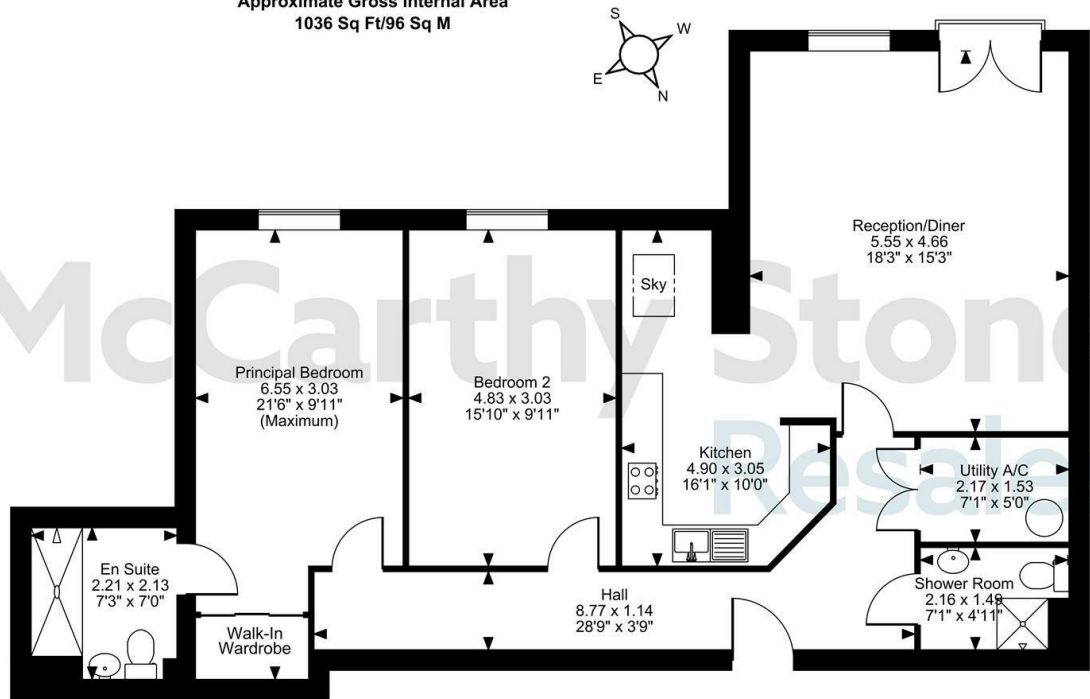 Approximate Gross Internal Area
1036 Sq Ft/96 Sq M
S
W
E
N
McCarthy Stone
Resale
Reception/Diner
5.55 x 4.66
18'3" x 15'3"
Sky
Principal Bedroom
6.55 x 3.03
21'6" x 9'11"
(Maximum)
Bedroom 2
4.83 x 3.03
15'10" x 9'11"
Kitchen
4.90 x 3.05
16'1" x 10'0"
Utility A/C
2.17 x 1.53
7'1" x 5'0"
En Suite
2.21 x 2.13
7'3" x 7'0"
Walk-In
Wardrobe
Hall
8.77 x 1.14
28'9" x 3'9"
Shower Room
2.16 x 1.49
7'1" x 4'11"